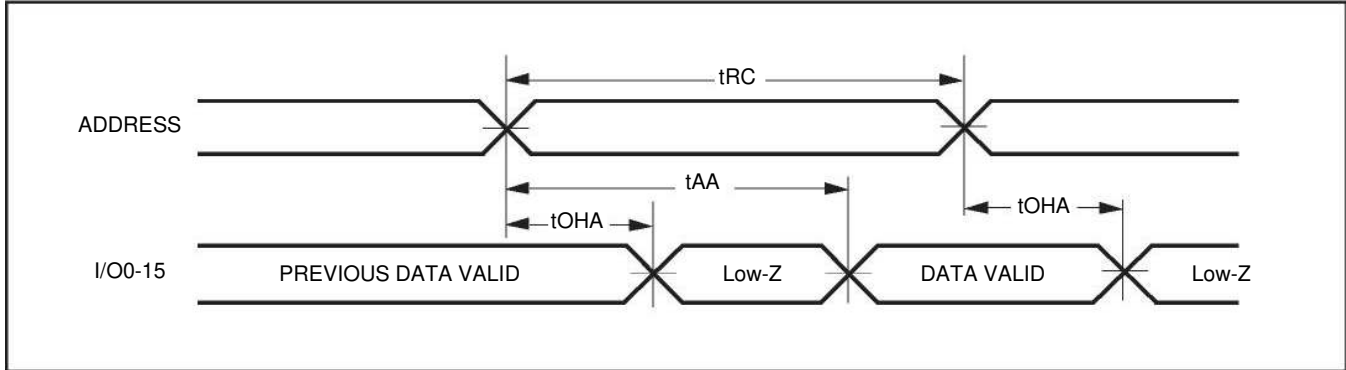 tRC
ADDRESS
tAA
tOHA
tOHA
I/O0-15
PREVIOUS DATA VALID
Low-Z
DATA VALID
Low-Z